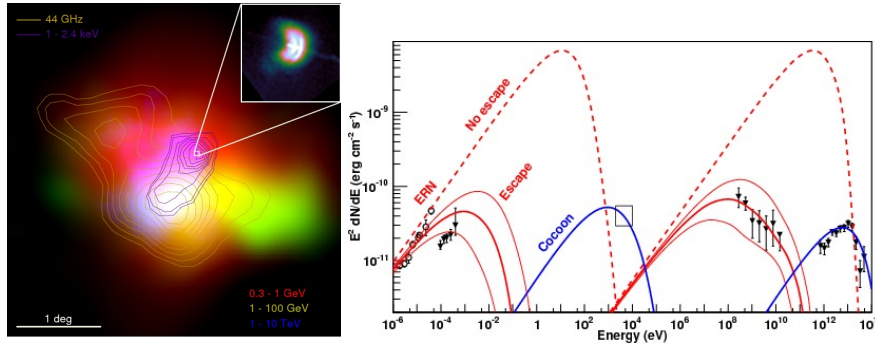 44 GHz
1 - 2.4 keV
0.3 - 1 GeV
1 - 100 GeV
1 - 10 TeV
1 deg
E² dN/dE (erg cm⁻² s⁻¹)
10⁻⁹
10⁻¹⁰
10⁻¹¹
No escape
ERN
Escape
Cocoon
10⁻⁶ 10⁻⁴ 10⁻² 1 10² 10⁴ 10⁶ 10⁸ 10¹⁰ 10¹²
Energy (eV)